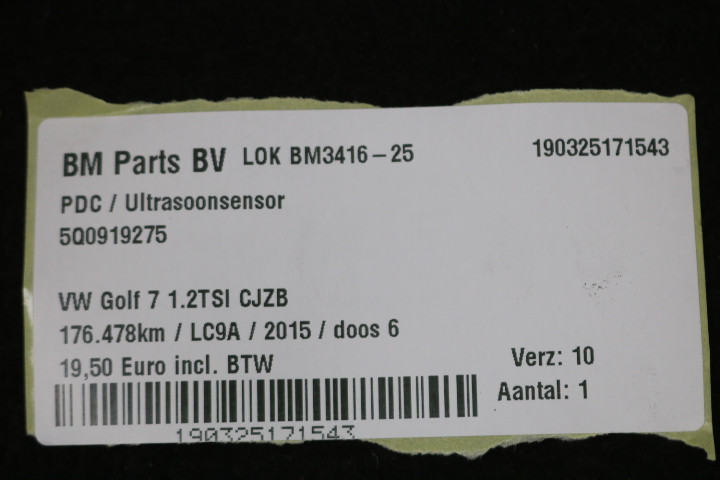 BM Parts BV LOK BM3416-25 190325171543
PDC / Ultrasoonsensor
5Q0919275
VW Golf 7 1.2TSI CJZB
176.478km / LC9A / 2015 / doos 6
19,50 Euro incl. BTW Verz: 10
Aantal: 1
190325171543